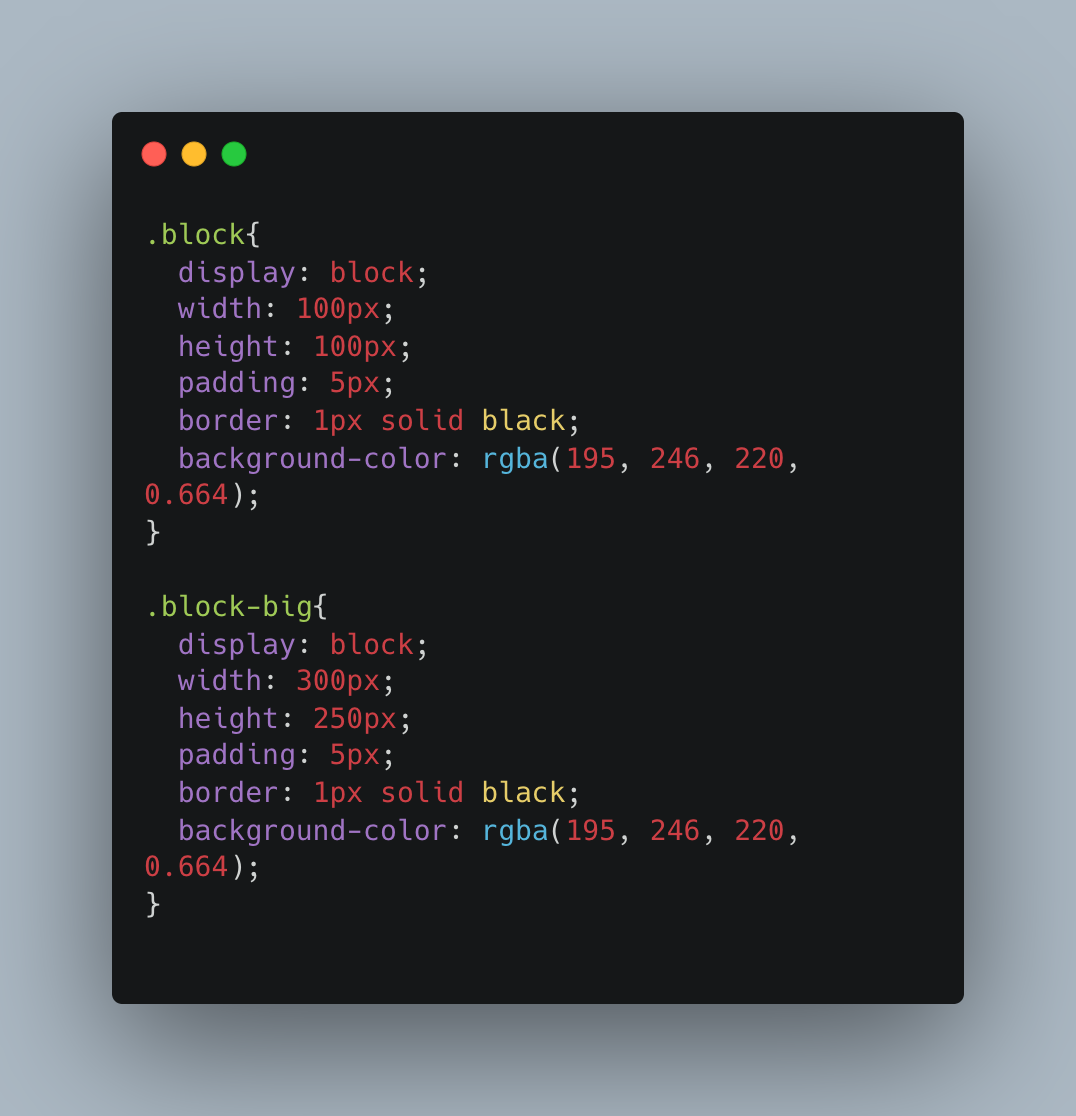 .block{
  display: block;
  width: 100px;
  height: 100px;
  padding: 5px;
  border: 1px solid black;
  background-color: rgba(195, 246, 220,
0.664);
}

.block-big{
  display: block;
  width: 300px;
  height: 250px;
  padding: 5px;
  border: 1px solid black;
  background-color: rgba(195, 246, 220,
0.664);
}